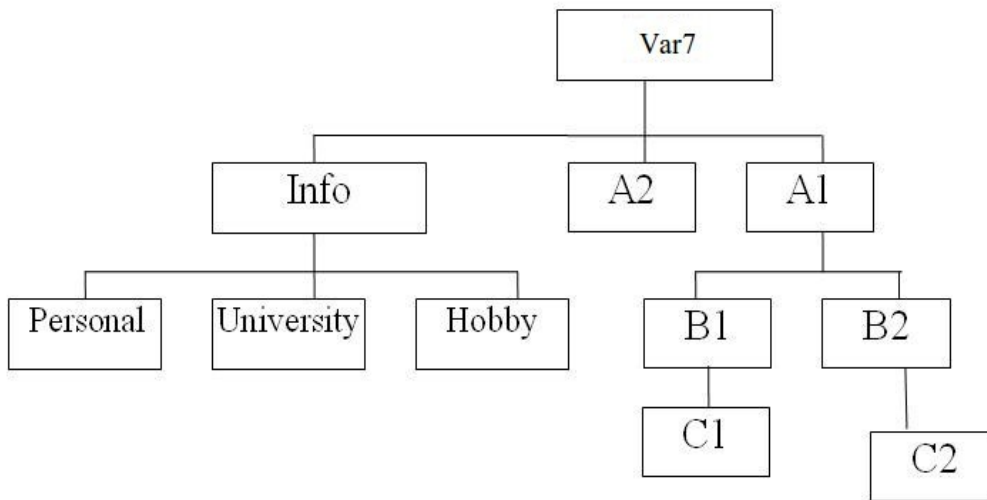 Var7
Info
A2
A1
Personal
University
Hobby
B1
B2
C1
C2